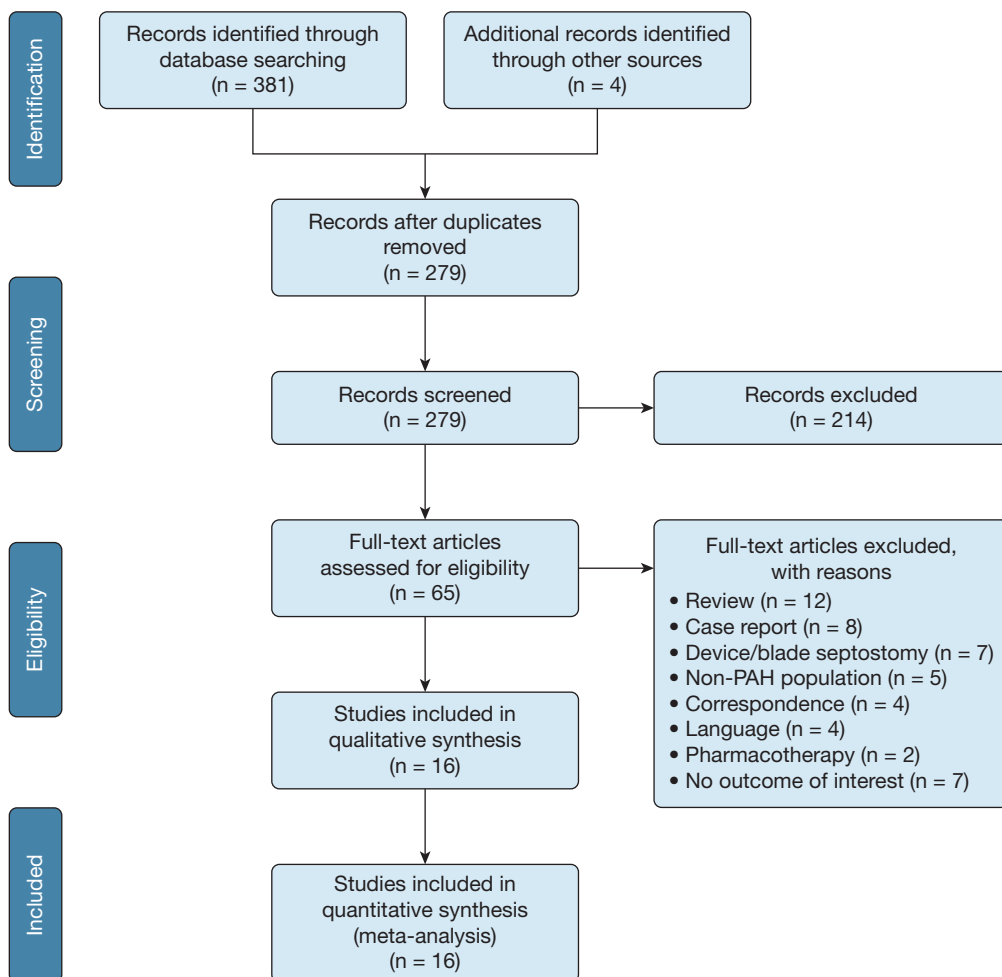 Identification
Records identified through
database searching
(n = 381)
Additional records identified
through other sources
(n = 4)
Records after duplicates
removed
(n = 279)
Screening
Records screened
(n = 279)
Records excluded
(n = 214)
Eligibility
Full-text articles
assessed for eligibility
(n = 65)
Full-text articles excluded,
with reasons
• Review (n = 12)
• Case report (n = 8)
• Device/blade septostomy (n = 7)
• Non-PAH population (n = 5)
• Correspondence (n = 4)
• Language (n = 4)
• Pharmacotherapy (n = 2)
• No outcome of interest (n = 7)
Studies included in
qualitative synthesis
(n = 16)
Included
Studies included in
quantitative synthesis
(meta-analysis)
(n = 16)